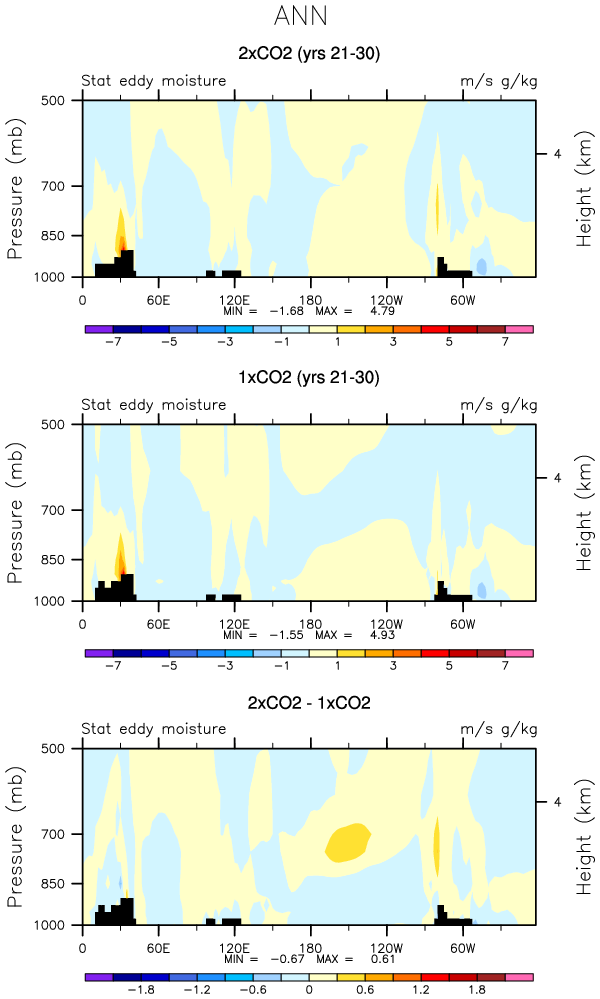 ANN
2xCO2 (yrs 21-30)
Stat eddy moisture m/s g/kg
Pressure (mb)
500
700
850
1000
4
Height (km)
0 60E 120E 180 120W 60W
MIN = -1.68 MAX = 4.79
-7 -5 -3 -1 1 3 5 7
1xCO2 (yrs 21-30)
Stat eddy moisture m/s g/kg
Pressure (mb)
500
700
850
1000
4
Height (km)
0 60E 120E 180 120W 60W
MIN = -1.55 MAX = 4.93
-7 -5 -3 -1 1 3 5 7
2xCO2 - 1xCO2
Stat eddy moisture m/s g/kg
Pressure (mb)
500
700
850
1000
4
Height (km)
0 60E 120E 180 120W 60W
MIN = -0.67 MAX = 0.61
-1.8 -1.2 -0.6 0 0.6 1.2 1.8